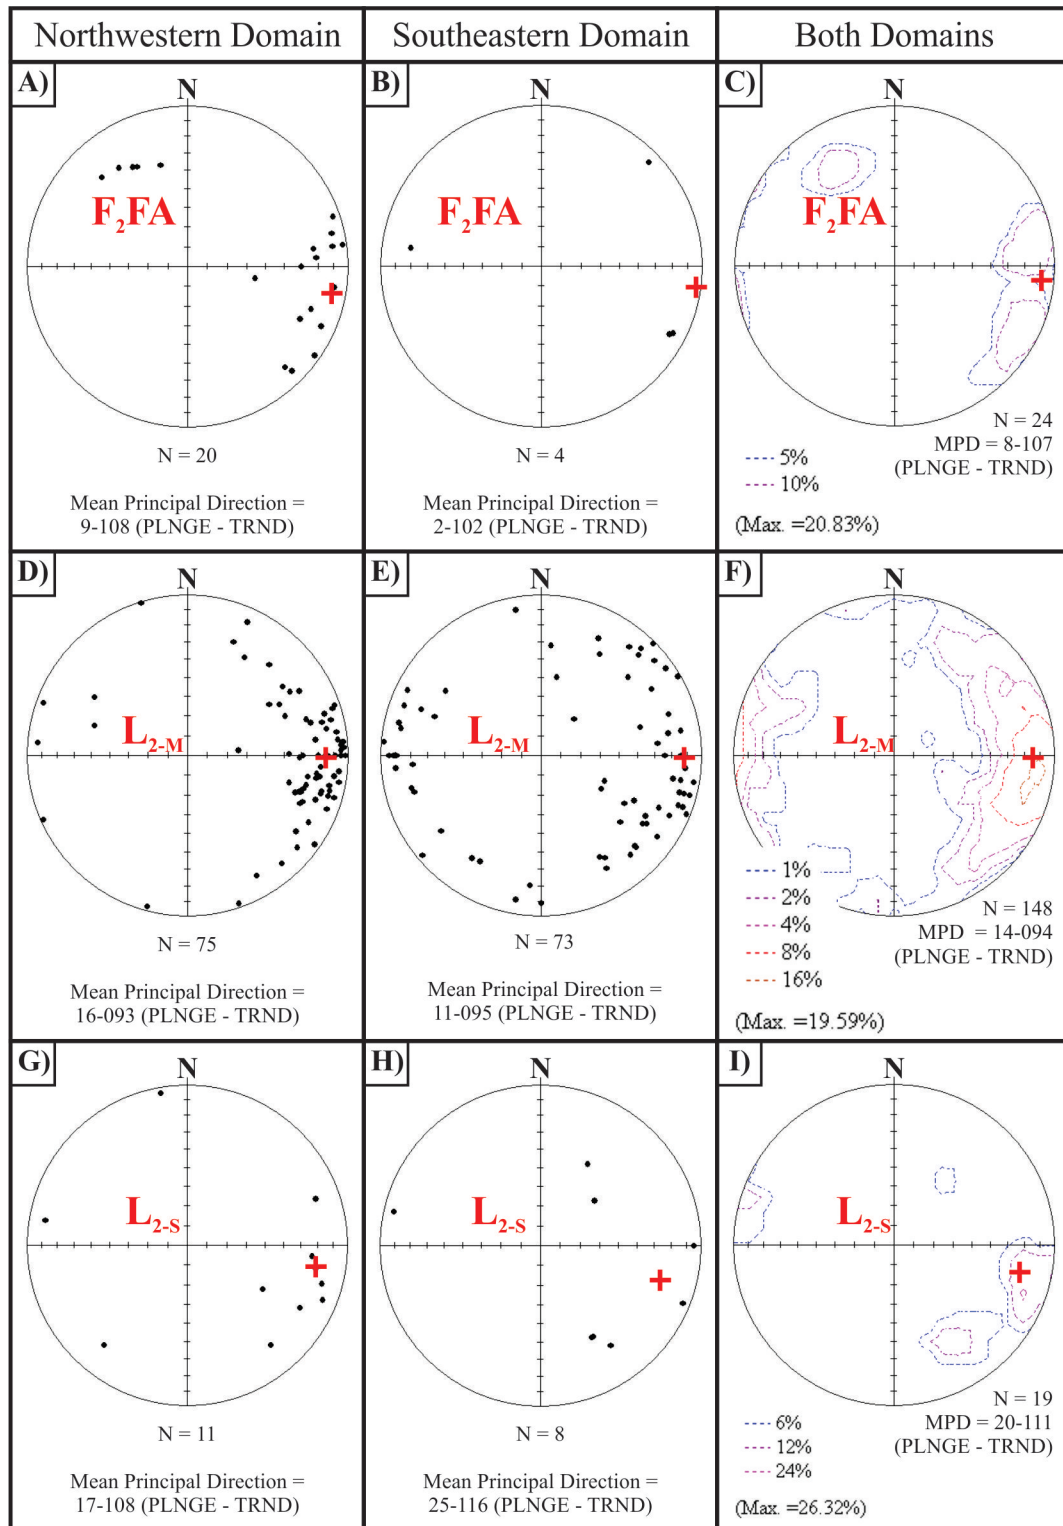 Northwestern Domain
Southeastern Domain
Both Domains
A)
N
F₂FA
N = 20
Mean Principal Direction =
9-108 (PLNGE - TRND)
B)
N
F₂FA
N = 4
Mean Principal Direction =
2-102 (PLNGE - TRND)
C)
N
F₂FA
5%
10%
(Max. =20.83%)
N = 24
MPD = 8-107
(PLNGE - TRND)
D)
N
L₂₋M
N = 75
Mean Principal Direction =
16-093 (PLNGE - TRND)
E)
N
L₂₋M
N = 73
Mean Principal Direction =
11-095 (PLNGE - TRND)
F)
N
L₂₋M
1%
2%
4%
8%
16%
(Max. =19.59%)
N = 148
MPD = 14-094
(PLNGE - TRND)
G)
N
L₂₋S
N = 11
Mean Principal Direction =
17-108 (PLNGE - TRND)
H)
N
L₂₋S
N = 8
Mean Principal Direction =
25-116 (PLNGE - TRND)
I)
N
L₂₋S
6%
12%
24%
(Max. =26.32%)
N = 19
MPD = 20-111
(PLNGE - TRND)